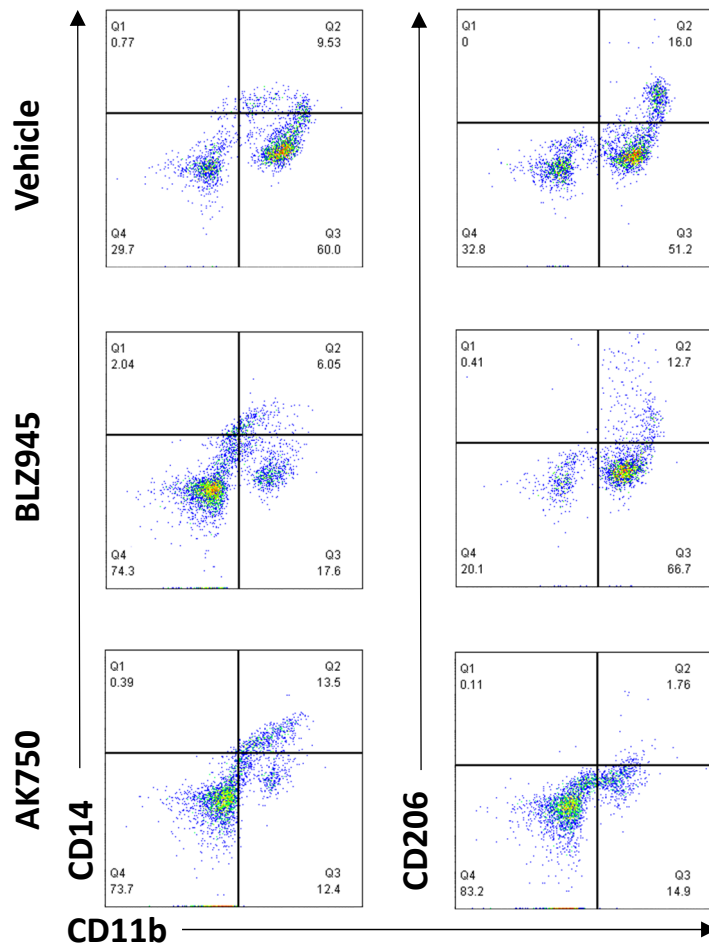 Vehicle
Q1
0.77
Q2
9.53
Q4
29.7
Q3
60.0
Q1
0
Q2
16.0
Q4
32.8
Q3
51.2
BLZ945
Q1
2.04
Q2
6.05
Q4
74.3
Q3
17.6
Q1
0.41
Q2
12.7
Q4
20.1
Q3
66.7
AK750
Q1
0.39
Q2
13.5
Q4
73.7
Q3
12.4
Q1
0.11
Q2
1.76
Q4
83.2
Q3
14.9
CD14
CD206
CD11b